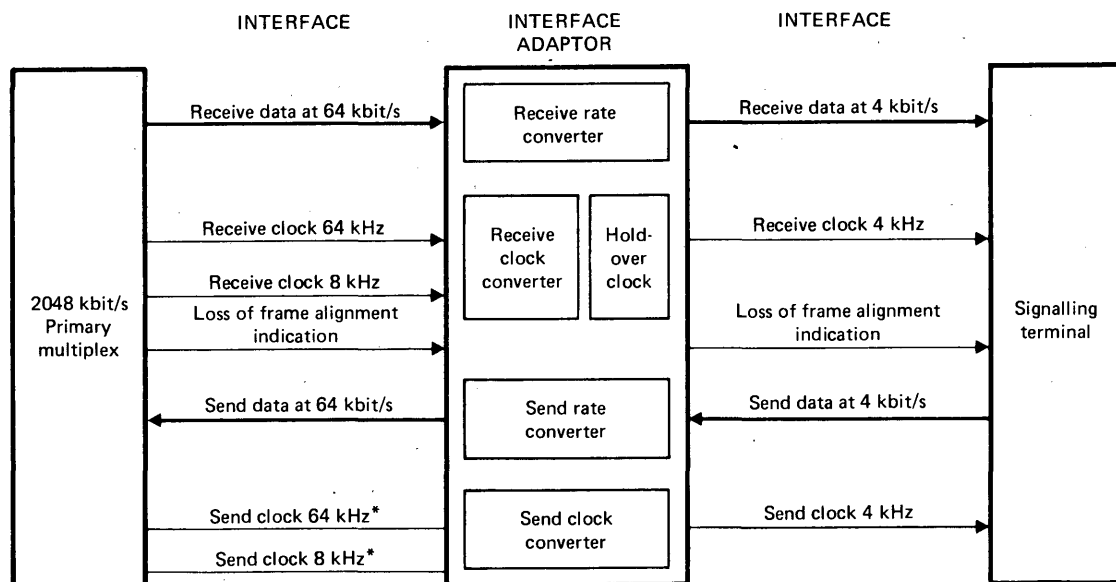 INTERFACE
INTERFACE
ADAPTOR
INTERFACE
2048 kbit/s
Primary
multiplex
Receive data at 64 kbit/s
Receive clock 64 kHz
Receive clock 8 kHz
Loss of frame alignment
indication
Send data at 64 kbit/s
Send clock 64 kHz*
Send clock 8 kHz*
Receive rate
converter
Receive
clock
converter
Hold-
over
clock
Send rate
converter
Send clock
converter
Receive data at 4 kbit/s
Receive clock 4 kHz
Loss of frame alignment
indication
Send data at 4 kbit/s
Send clock 4 kHz
Signalling
terminal